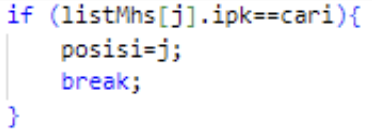 if (listMhs[j].ipk==cari){
    posisi=j;
    break;
}